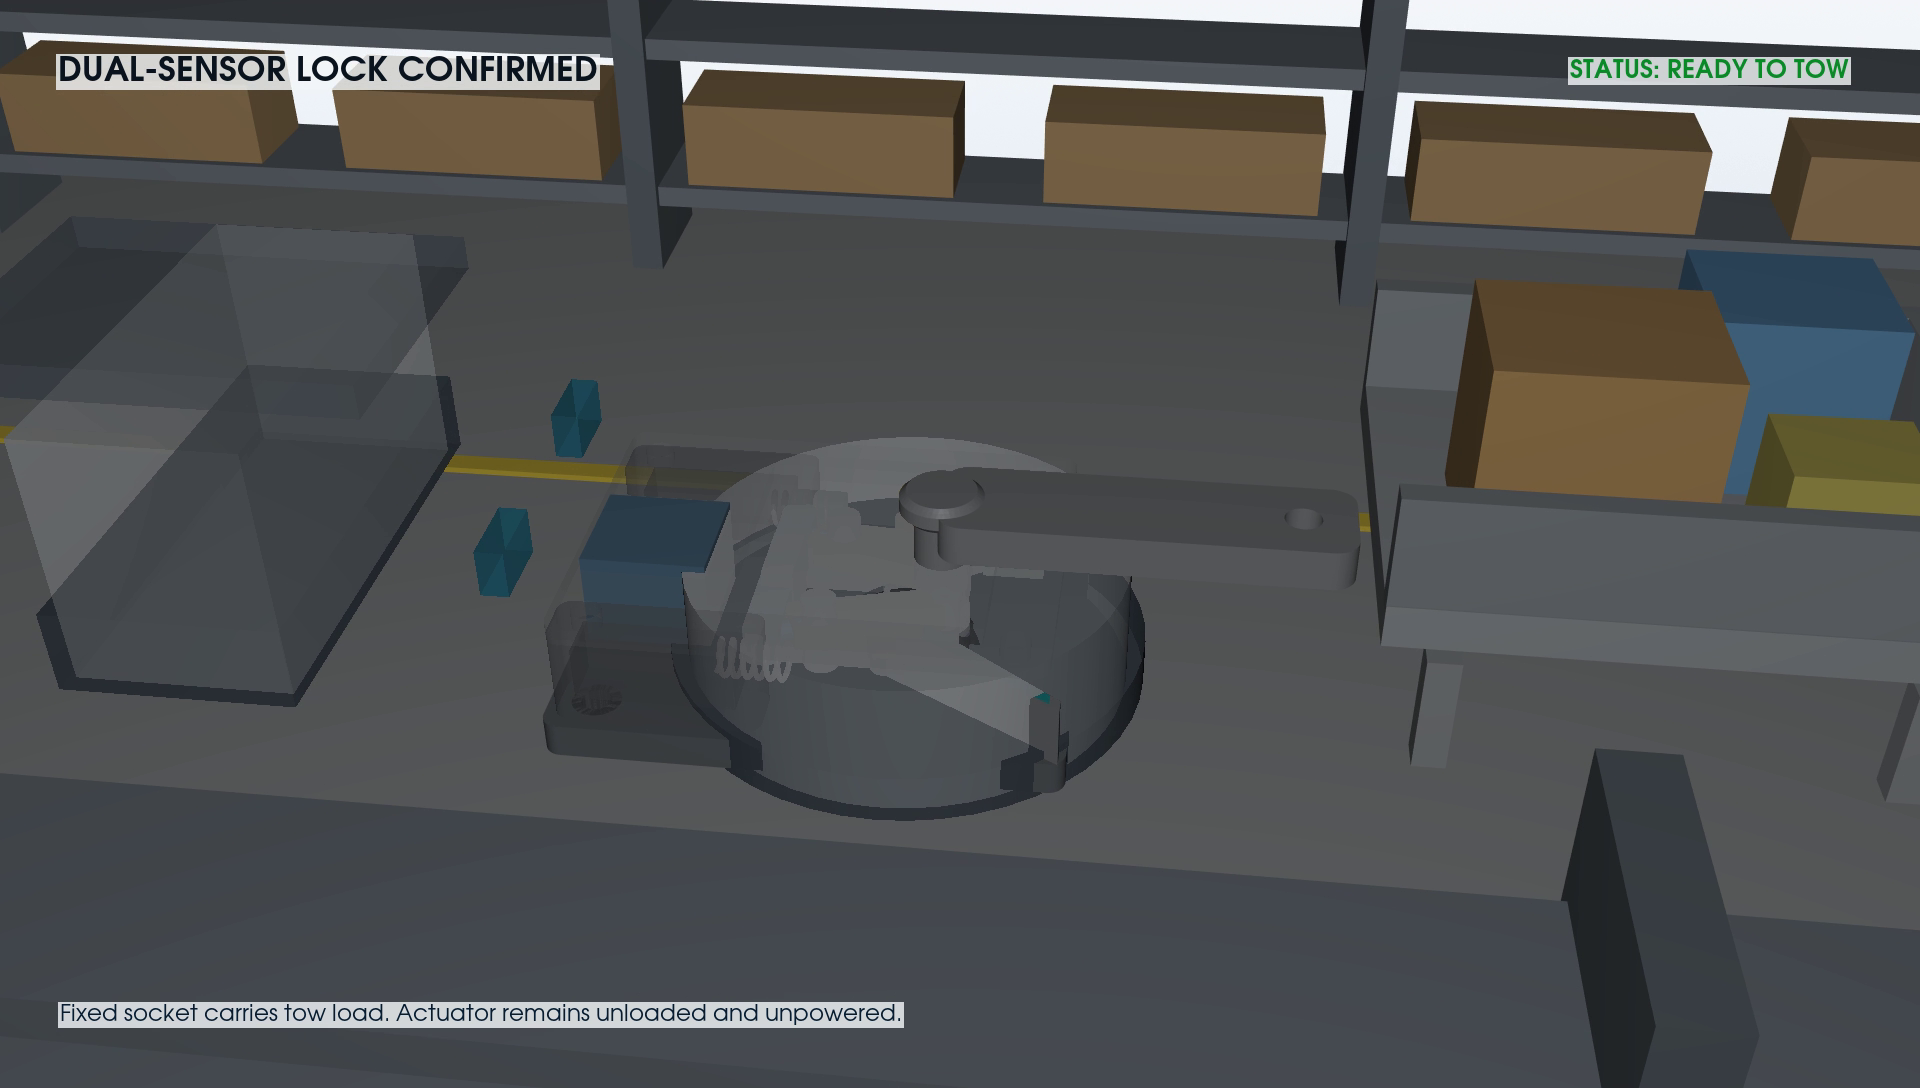 DUAL-SENSOR LOCK CONFIRMED
STATUS: READY TO TOW
Fixed socket carries tow load. Actuator remains unloaded and unpowered.